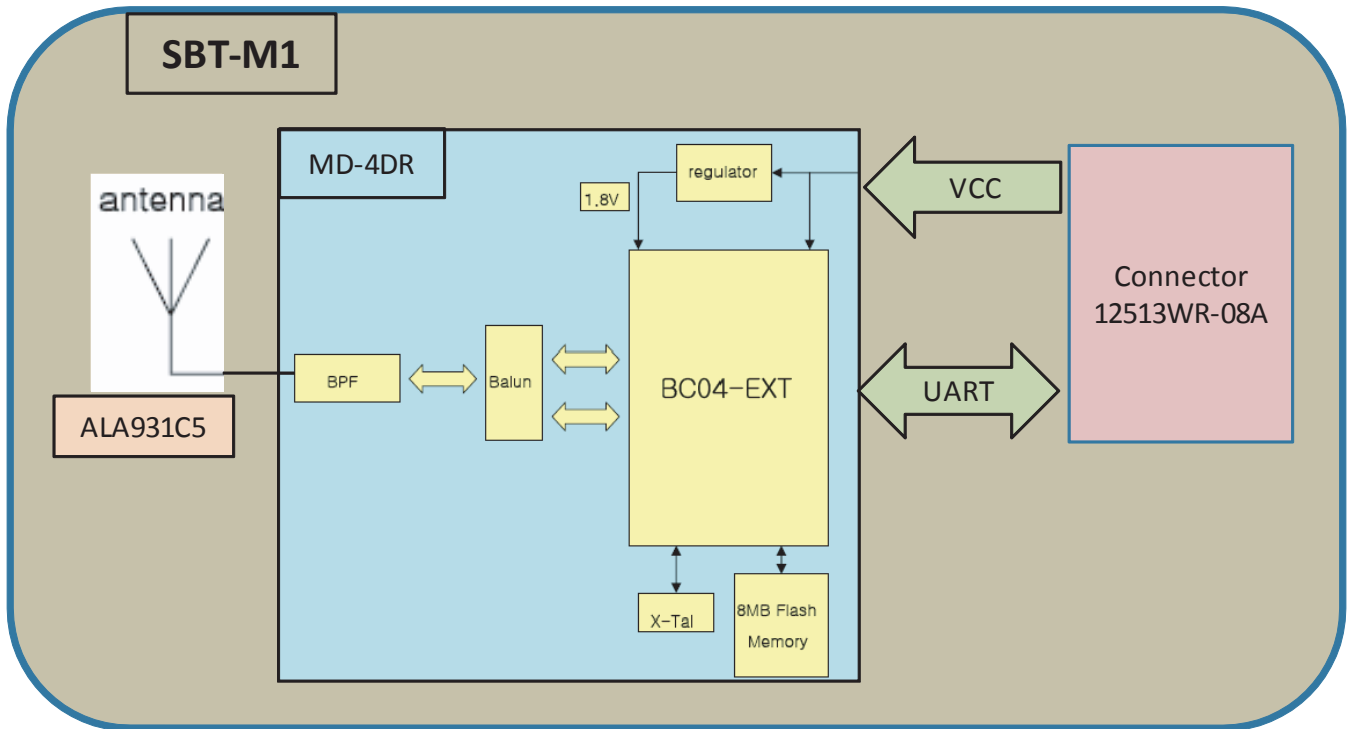 SBT-M1
MD-4DR
regulator
1.8V
VCC
antenna
Connector
12513WR-08A
BPF
Balun
BC04-EXT
UART
ALA931C5
X-Tal
8MB Flash
Memory